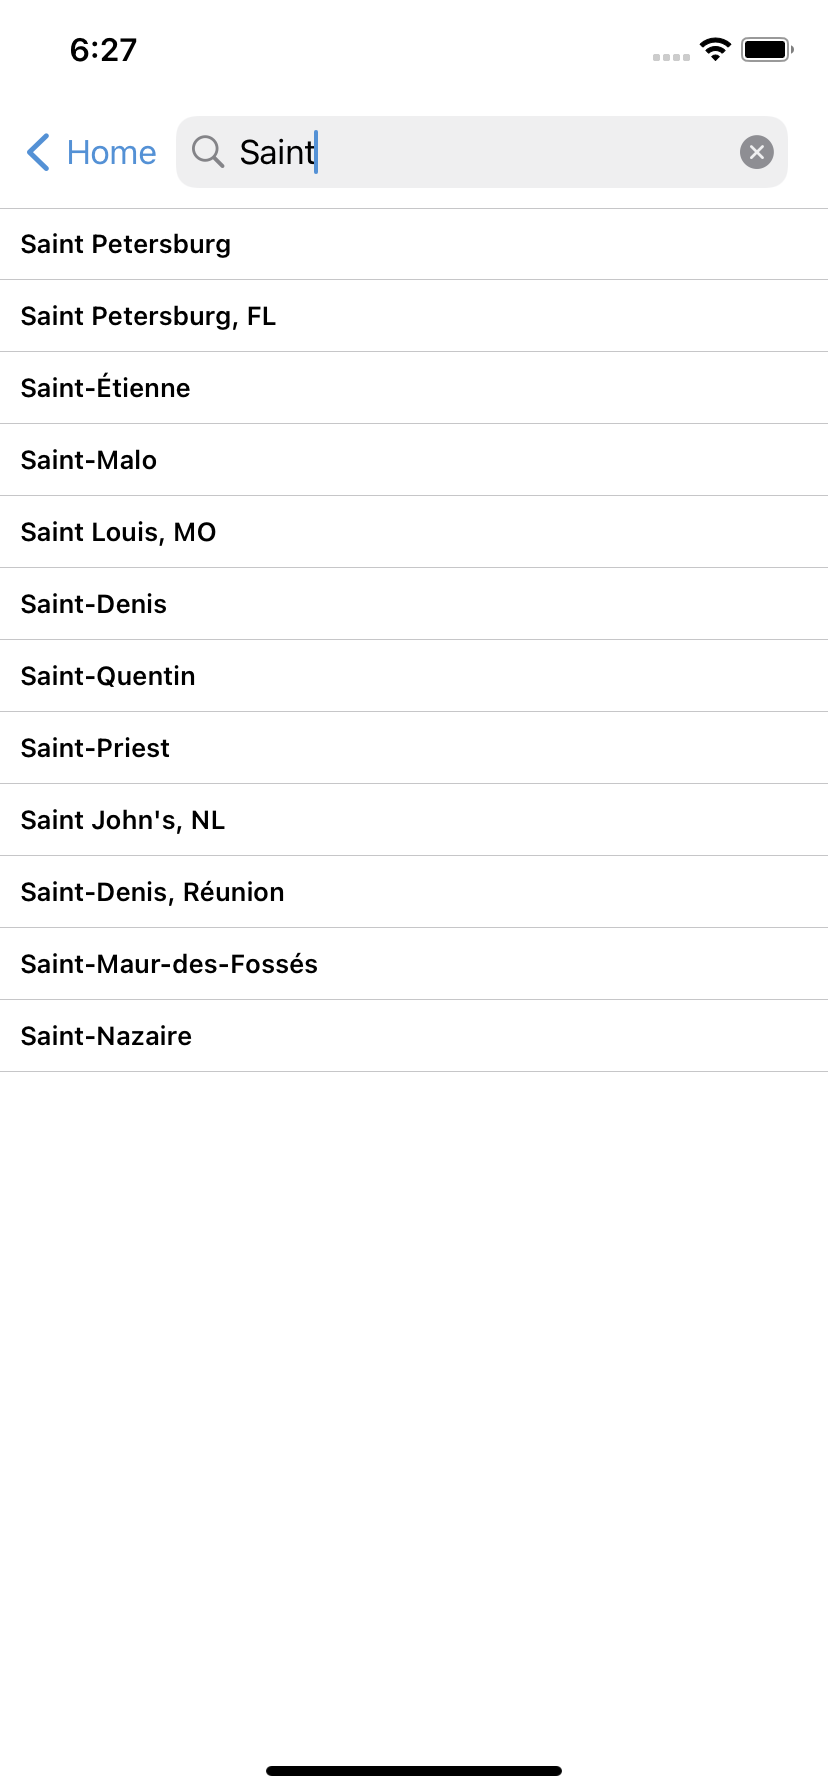 6:27
Home
Saint
Saint Petersburg
Saint Petersburg, FL
Saint-Étienne
Saint-Malo
Saint Louis, MO
Saint-Denis
Saint-Quentin
Saint-Priest
Saint John's, NL
Saint-Denis, Réunion
Saint-Maur-des-Fossés
Saint-Nazaire